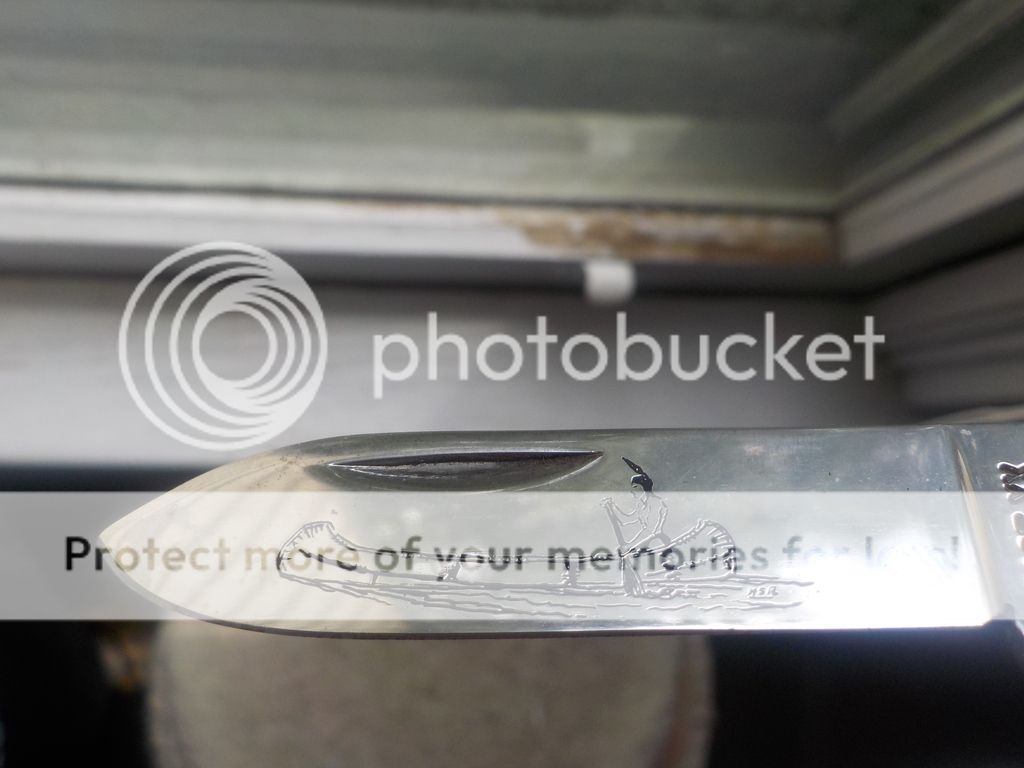 photobucket
Protect more of your memories for less!